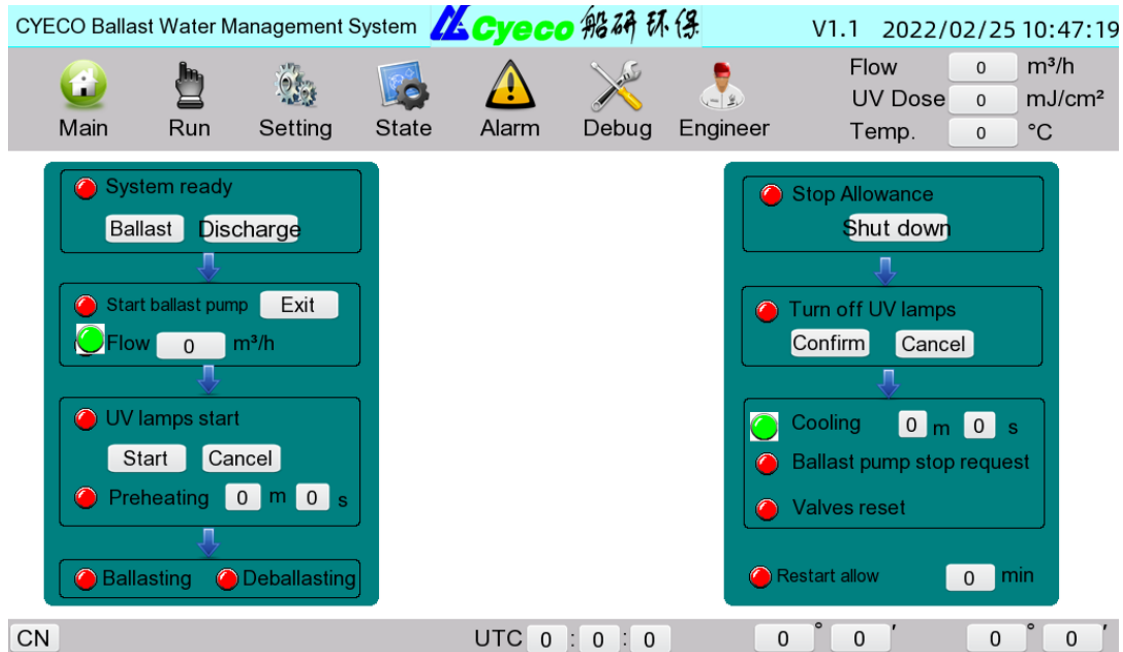 CYECO Ballast Water Management System Cyeco 船研环保 V1.1 2022/02/25 10:47:19
Flow 0 m³/h
UV Dose 0 mJ/cm²
Temp. 0 °C
Main Run Setting State Alarm Debug Engineer
System ready
Ballast Discharge
Start ballast pump Exit
Flow 0 m³/h
UV lamps start
Start Cancel
Preheating 0 m 0 s
Ballasting Deballasting
Stop Allowance
Shut down
Turn off UV lamps
Confirm Cancel
Cooling 0 m 0 s
Ballast pump stop request
Valves reset
Restart allow 0 min
CN UTC 0 : 0 : 0 0 ° 0 ′ 0 ° 0 ′